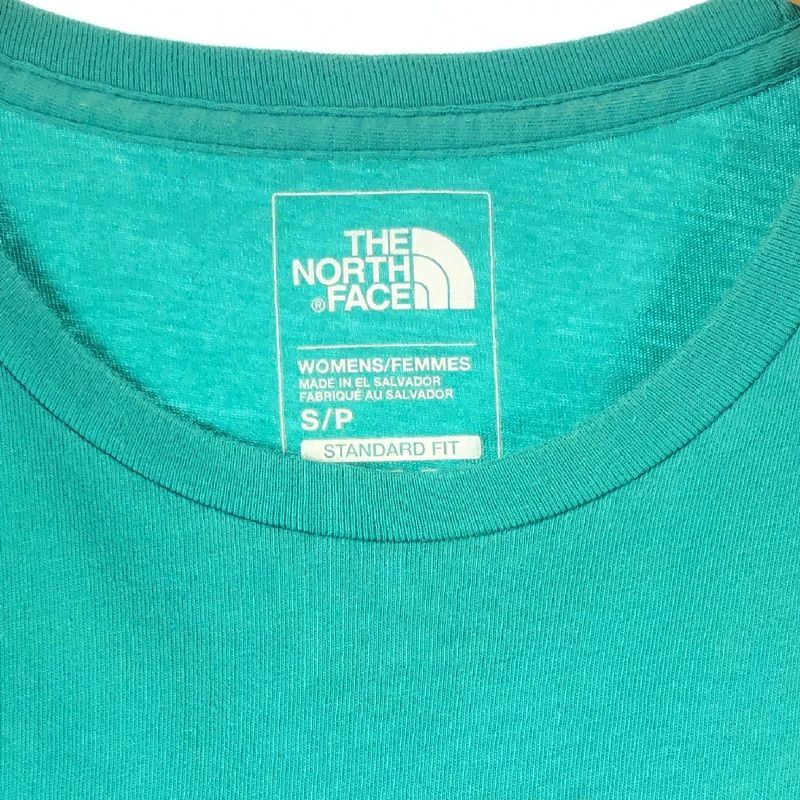 THE
NORTH
® FACE
WOMENS/FEMMES
MADE IN EL SALVADOR
FABRIQUÉ AU SALVADOR
S/P
STANDARD FIT